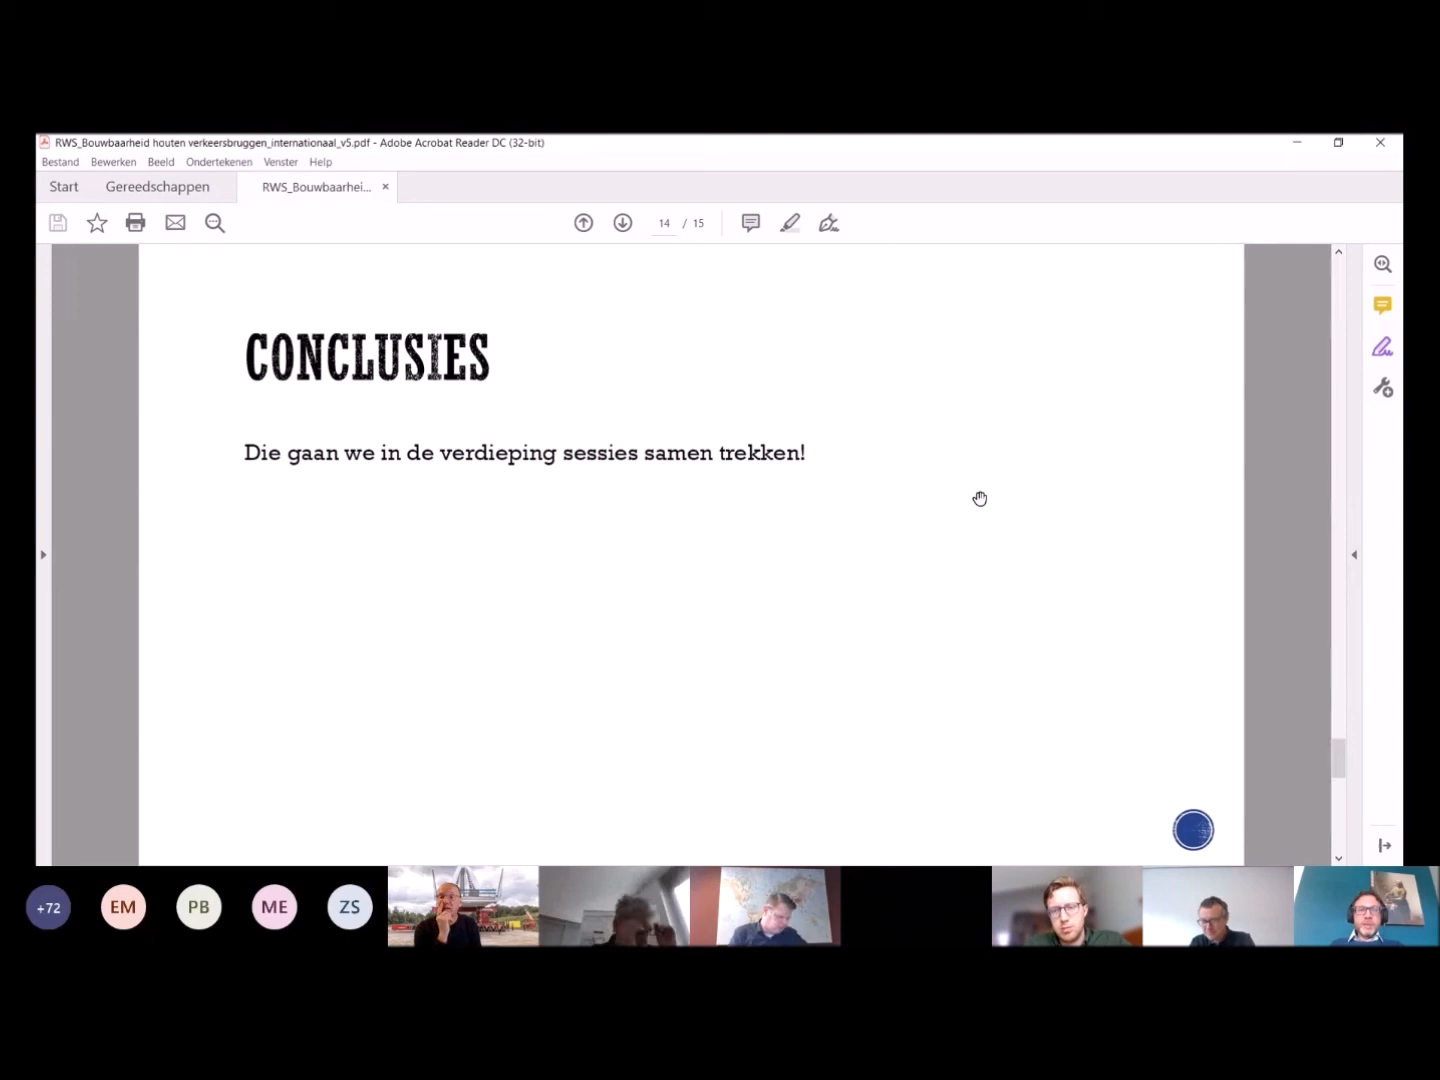 RWS_Bouwbaarheid houten verkeersbruggen_internationaal_v5.pdf - Adobe Acrobat Reader DC (32-bit)
Bestand Bewerken Beeld Ondertekenen Venster Help
Start Gereedschappen RWS_Bouwbaarhei... ×
14 / 15
CONCLUSIES
Die gaan we in de verdieping sessies samen trekken!
+72 EM PB ME ZS